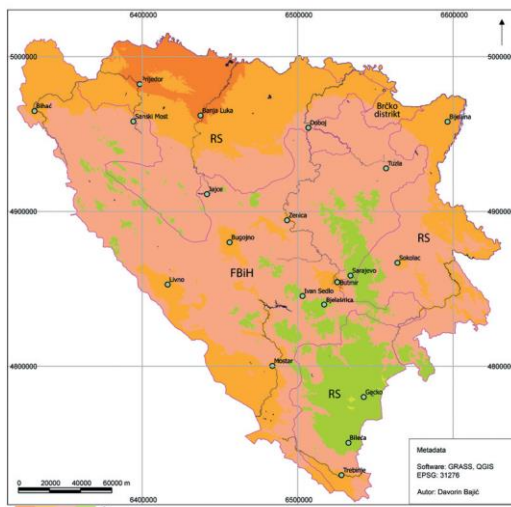 6400000 6500000 6600000
5000000
Prijedor
Bihać
Sanski Most
Banja Luka
Doboj
Brčko
distrikt
Bijeljina
RS
Tuzla
Jajce
4900000 4900000
Zenica
Bugojno
RS
FBiH
Sokolac
Sarajevo
Livno
Butmir
Ivan Sedlo
Bjelašnica
4800000 4800000
Mostar
RS
Gacko
Bileća
Trebinje
Metadata
Software: GRASS, QGIS
EPSG: 31276
Autor: Davorin Bajić
0 20000 40000 60000 m
6400000 6500000